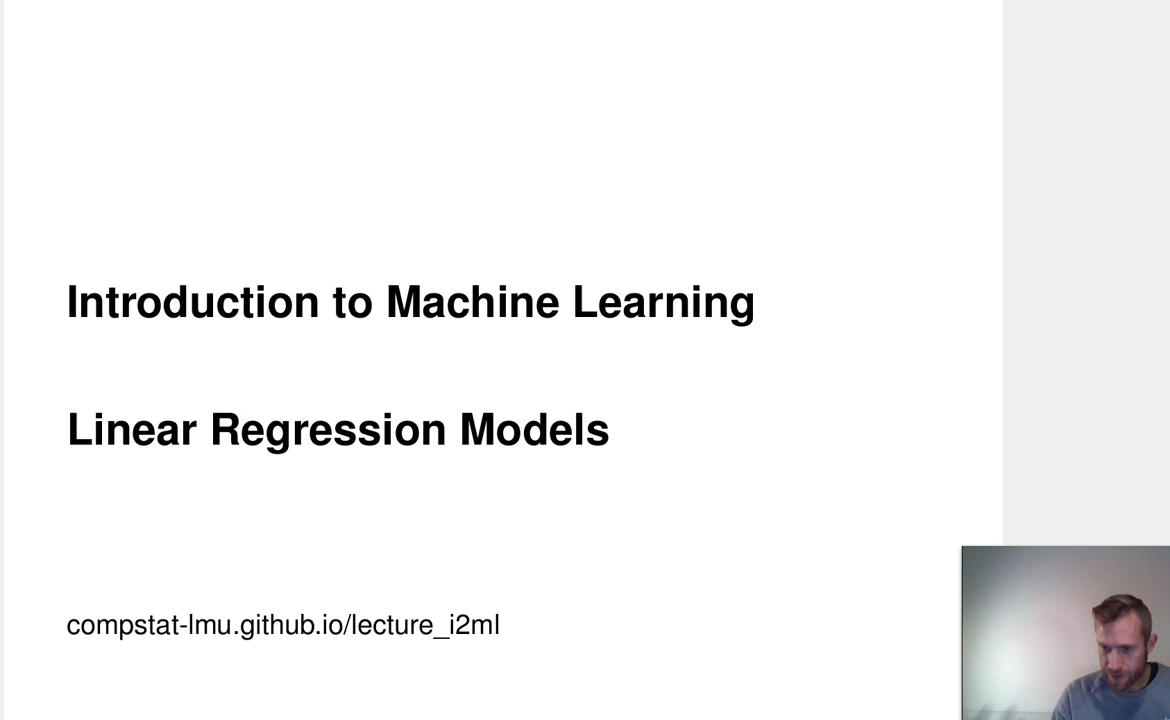 Introduction to Machine Learning
Linear Regression Models
compstat-lmu.github.io/lecture_i2ml